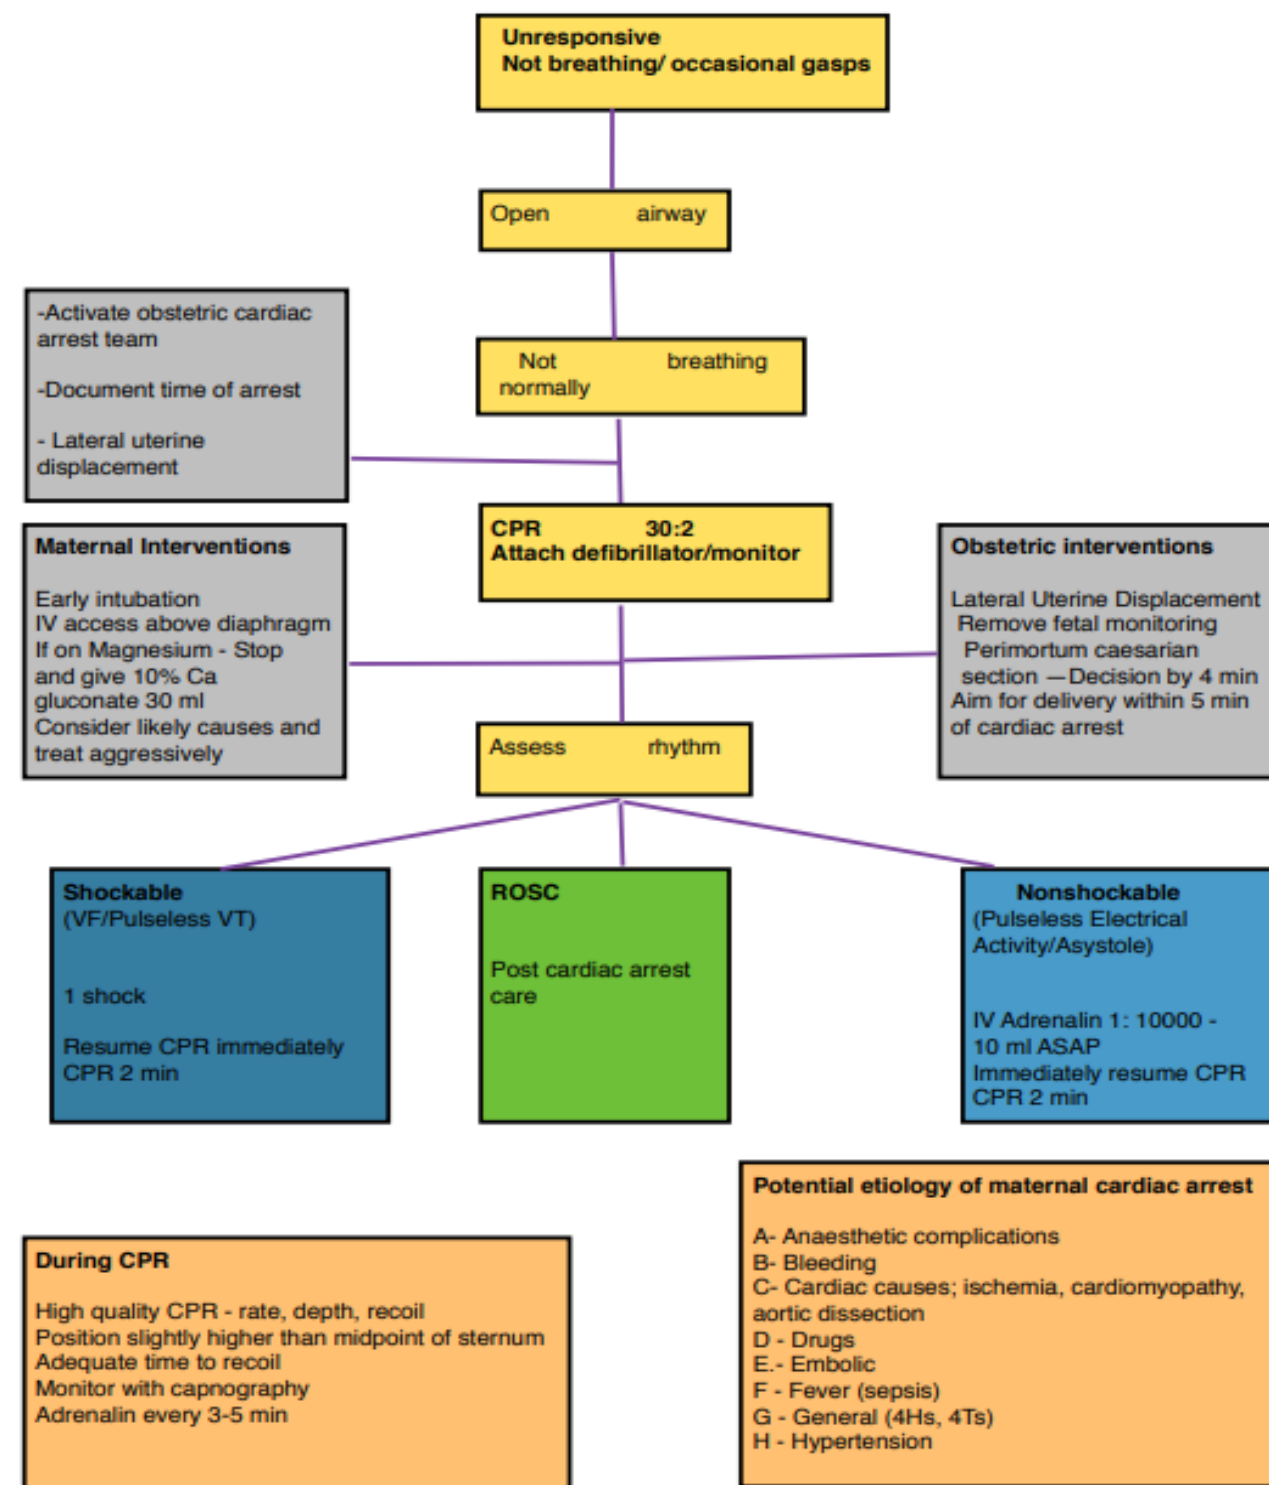 Unresponsive
Not breathing/ occasional gasps
Open airway
-Activate obstetric cardiac
arrest team
-Document time of arrest
- Lateral uterine
displacement
Not breathing
normally
CPR 30:2
Attach defibrillator/monitor
Maternal Interventions
Early intubation
IV access above diaphragm
If on Magnesium - Stop
and give 10% Ca
gluconate 30 ml
Consider likely causes and
treat aggressively
Obstetric interventions
Lateral Uterine Displacement
Remove fetal monitoring
Perimortum caesarian
section —Decision by 4 min
Aim for delivery within 5 min
of cardiac arrest
Assess rhythm
Shockable
(VF/Pulseless VT)
1 shock
Resume CPR immediately
CPR 2 min
ROSC
Post cardiac arrest
care
Nonshockable
(Pulseless Electrical
Activity/Asystole)
IV Adrenalin 1: 10000 -
10 ml ASAP
Immediately resume CPR
CPR 2 min
During CPR
High quality CPR - rate, depth, recoil
Position slightly higher than midpoint of sternum
Adequate time to recoil
Monitor with capnography
Adrenalin every 3-5 min
Potential etiology of maternal cardiac arrest
A- Anaesthetic complications
B- Bleeding
C- Cardiac causes; ischemia, cardiomyopathy,
aortic dissection
D - Drugs
E.- Embolic
F - Fever (sepsis)
G - General (4Hs, 4Ts)
H - Hypertension